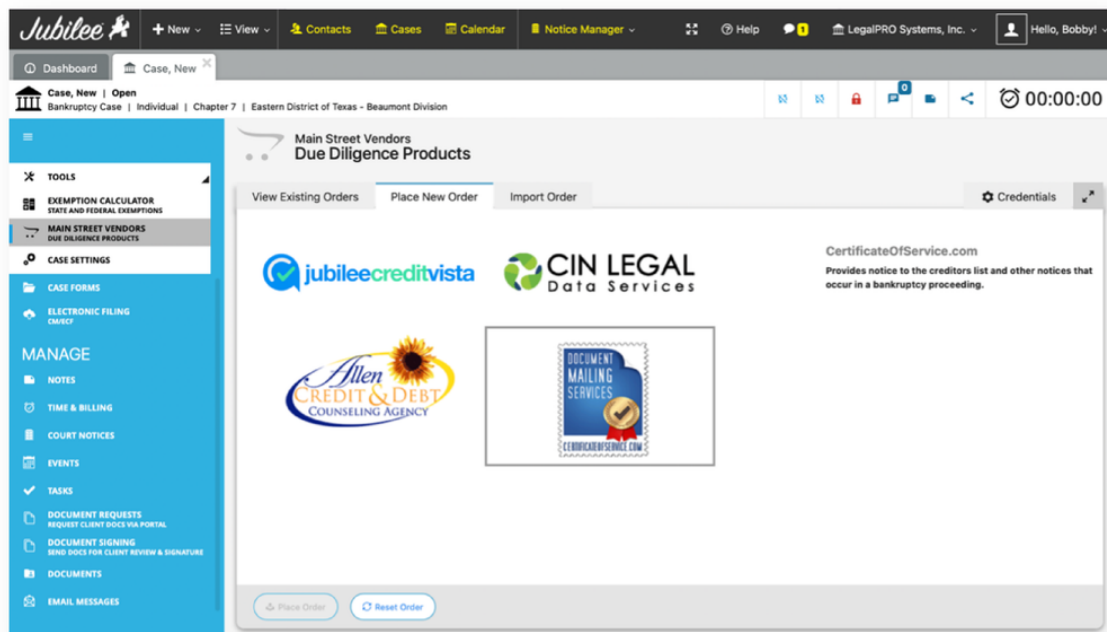 Jubilee
+ New
View
Contacts
Cases
Calendar
Notice Manager
Help
1
LegalPRO Systems, Inc.
Hello, Bobby!
Dashboard
Case, New
Case, New | Open
Bankruptcy Case | Individual | Chapter 7 | Eastern District of Texas - Beaumont Division
0
00:00:00
Main Street Vendors
Due Diligence Products
TOOLS
EXEMPTION CALCULATOR
STATE AND FEDERAL EXEMPTIONS
MAIN STREET VENDORS
DUE DILIGENCE PRODUCTS
CASE SETTINGS
CASE FORMS
ELECTRONIC FILING
CM/ECF
MANAGE
NOTES
TIME & BILLING
COURT NOTICES
EVENTS
TASKS
DOCUMENT REQUESTS
REQUEST CLIENT DOCS VIA PORTAL
DOCUMENT SIGNING
SEND DOCS FOR CLIENT REVIEW & SIGNATURE
DOCUMENTS
EMAIL MESSAGES
View Existing Orders
Place New Order
Import Order
Credentials
jubileecreditvista
CIN LEGAL
Data Services
CertificateOfService.com
Provides notice to the creditors list and other notices that
occur in a bankruptcy proceeding.
Allen
CREDIT & DEBT
COUNSELING AGENCY
DOCUMENT
MAILING
SERVICES
CERTIFICATEOFSERVICE.COM
Place Order
Reset Order